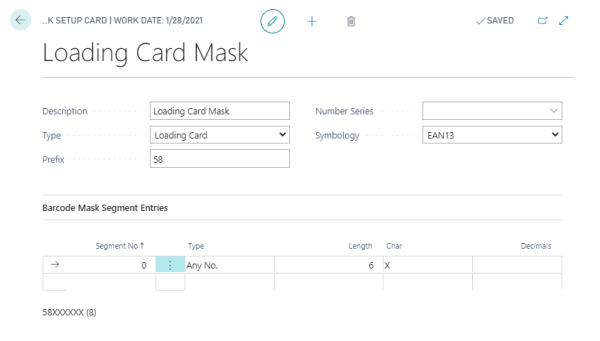 ...K SETUP CARD | WORK DATE: 1/28/2021
SAVED
Loading Card Mask
Description Loading Card Mask Number Series
Type Loading Card Symbology EAN13
Prefix 58
Barcode Mask Segment Entries
Segment No ↑ Type Length Char Decimals
→ 0 ⋮ Any No. 6 X
58XXXXXX (8)